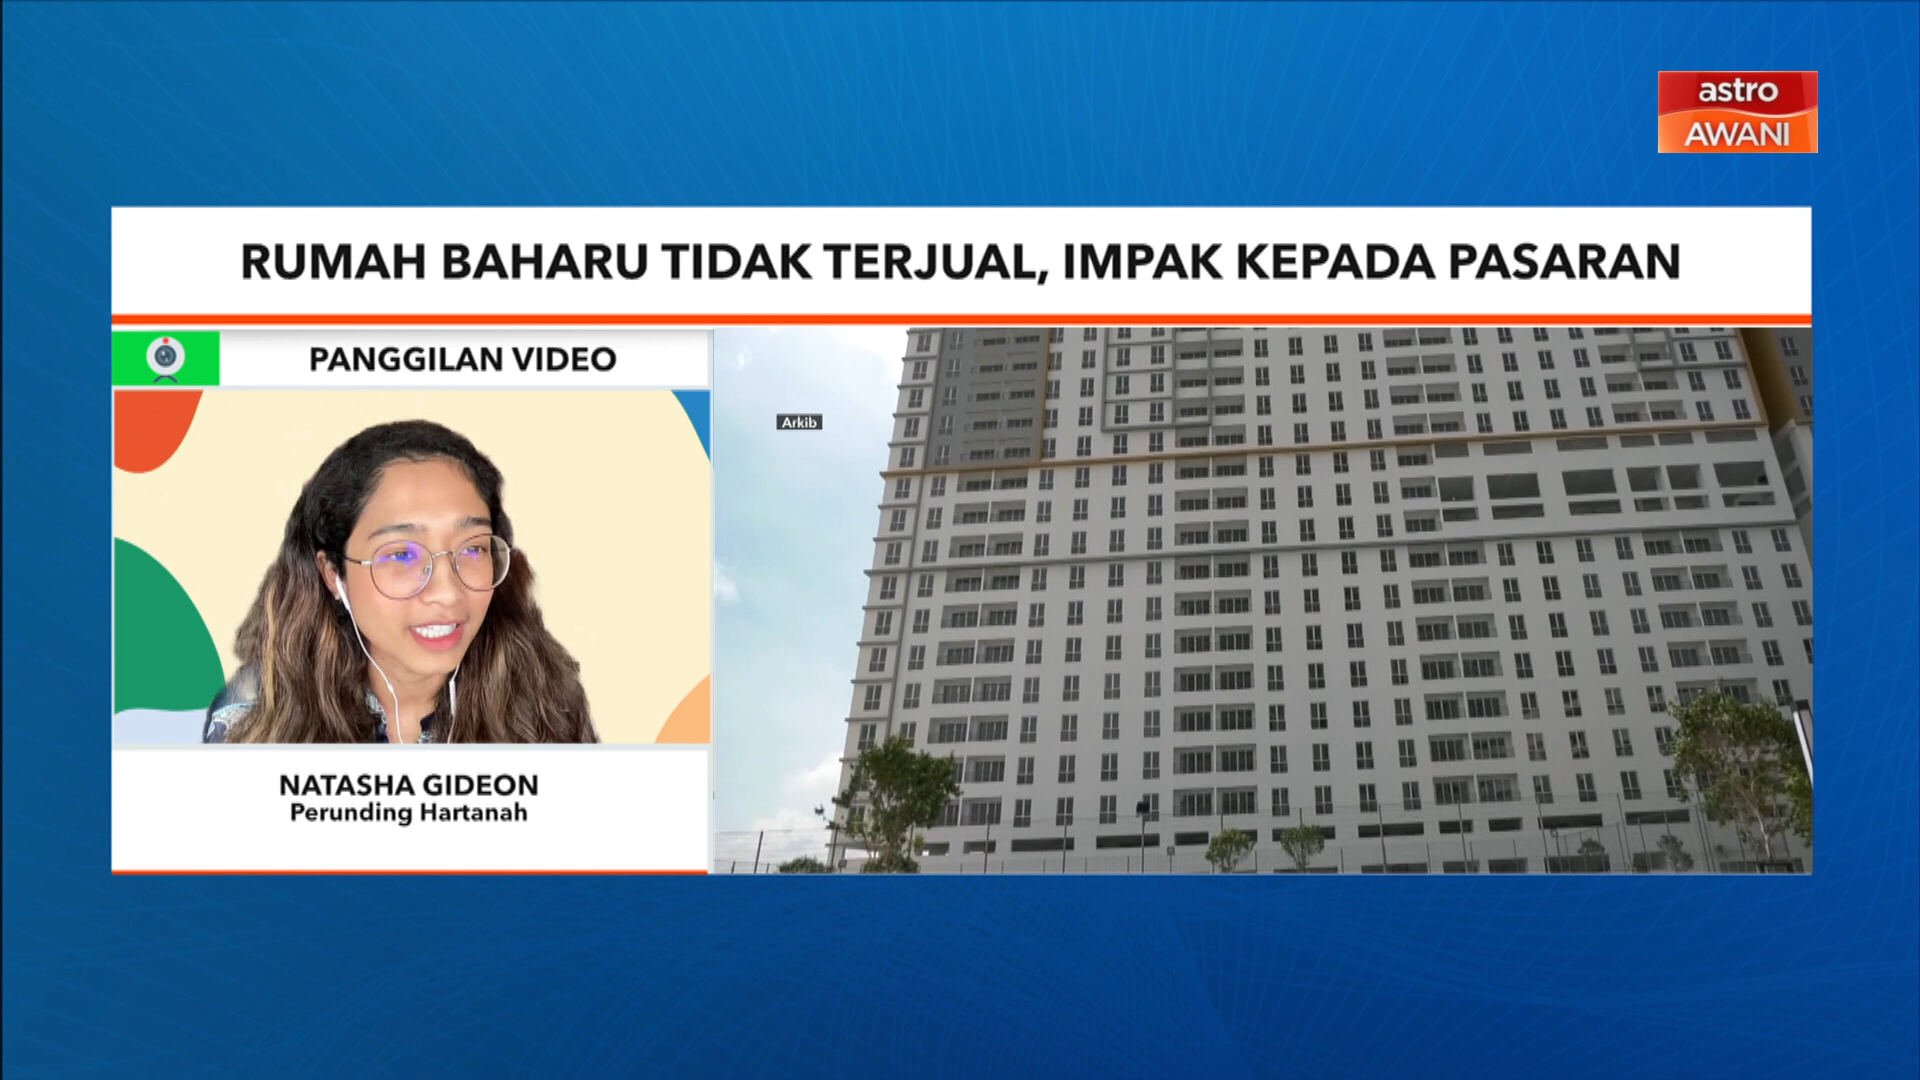 astro
AWANI
RUMAH BAHARU TIDAK TERJUAL, IMPAK KEPADA PASARAN
PANGGILAN VIDEO
Arkib
NATASHA GIDEON
Perunding Hartanah